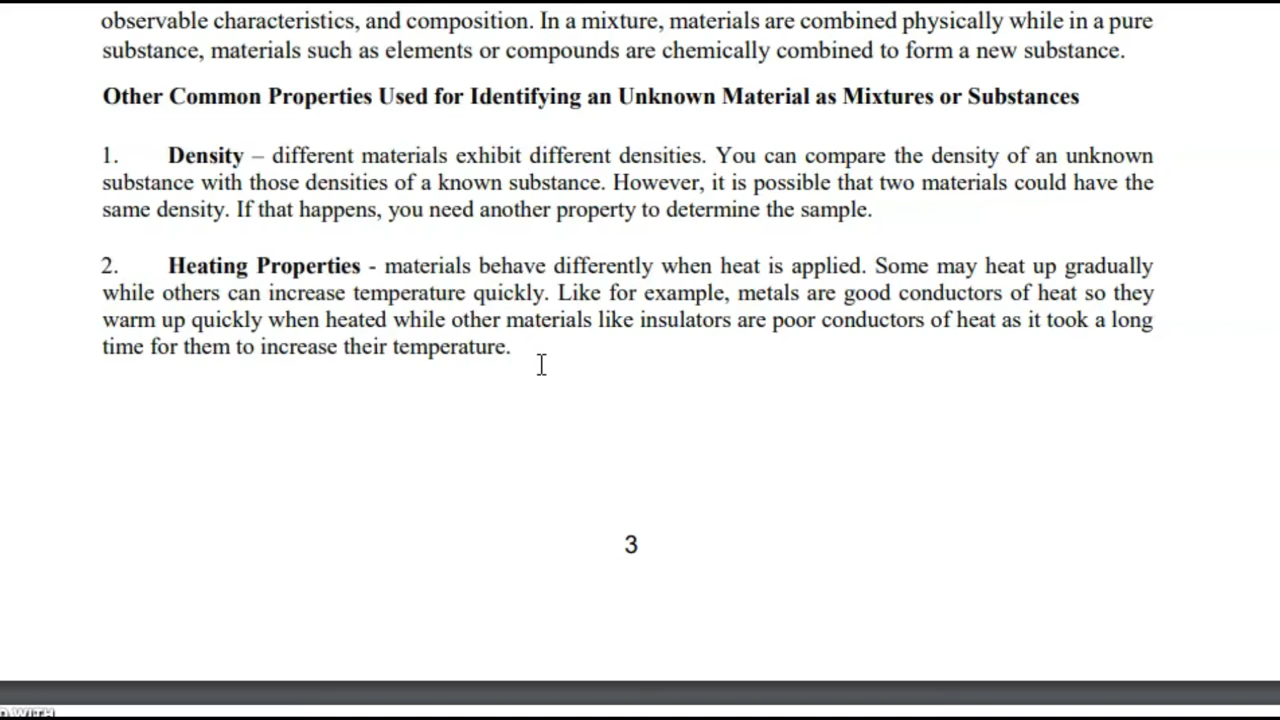 observable characteristics, and composition. In a mixture, materials are combined physically while in a pure
substance, materials such as elements or compounds are chemically combined to form a new substance.
Other Common Properties Used for Identifying an Unknown Material as Mixtures or Substances
1. Density – different materials exhibit different densities. You can compare the density of an unknown
substance with those densities of a known substance. However, it is possible that two materials could have the
same density. If that happens, you need another property to determine the sample.
2. Heating Properties - materials behave differently when heat is applied. Some may heat up gradually
while others can increase temperature quickly. Like for example, metals are good conductors of heat so they
warm up quickly when heated while other materials like insulators are poor conductors of heat as it took a long
time for them to increase their temperature.
3
WITH